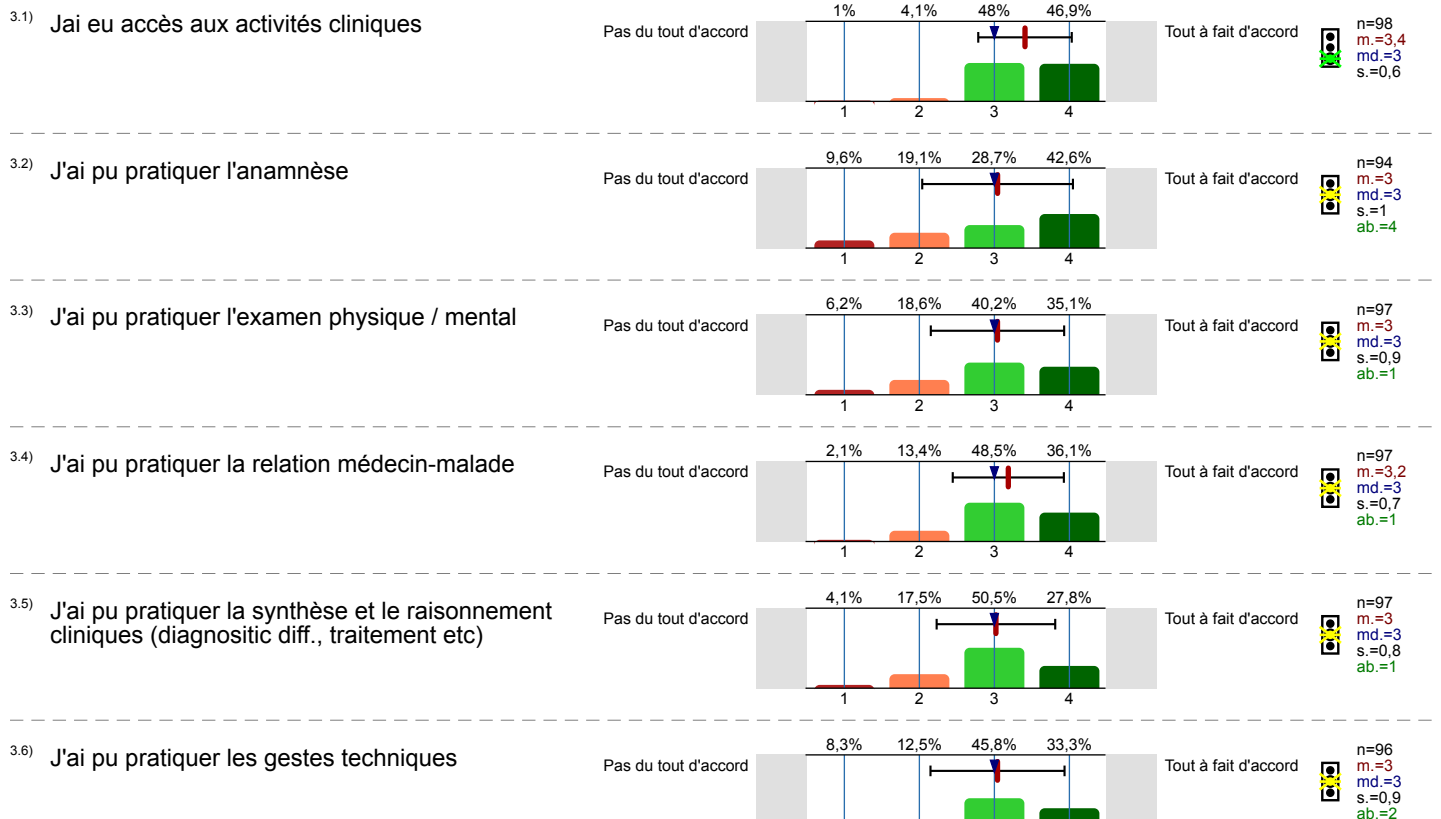 3.1) Jai eu accès aux activités cliniques
Pas du tout d'accord
1% 4,1% 48% 46,9%
1 2 3 4
Tout à fait d'accord
n=98
m.=3,4
md.=3
s.=0,6
3.2) J'ai pu pratiquer l'anamnèse
Pas du tout d'accord
9,6% 19,1% 28,7% 42,6%
1 2 3 4
Tout à fait d'accord
n=94
m.=3
md.=3
s.=1
ab.=4
3.3) J'ai pu pratiquer l'examen physique / mental
Pas du tout d'accord
6,2% 18,6% 40,2% 35,1%
1 2 3 4
Tout à fait d'accord
n=97
m.=3
md.=3
s.=0,9
ab.=1
3.4) J'ai pu pratiquer la relation médecin-malade
Pas du tout d'accord
2,1% 13,4% 48,5% 36,1%
1 2 3 4
Tout à fait d'accord
n=97
m.=3,2
md.=3
s.=0,7
ab.=1
3.5) J'ai pu pratiquer la synthèse et le raisonnement
cliniques (diagnositic diff., traitement etc)
Pas du tout d'accord
4,1% 17,5% 50,5% 27,8%
1 2 3 4
Tout à fait d'accord
n=97
m.=3
md.=3
s.=0,8
ab.=1
3.6) J'ai pu pratiquer les gestes techniques
Pas du tout d'accord
8,3% 12,5% 45,8% 33,3%
Tout à fait d'accord
n=96
m.=3
md.=3
s.=0,9
ab.=2